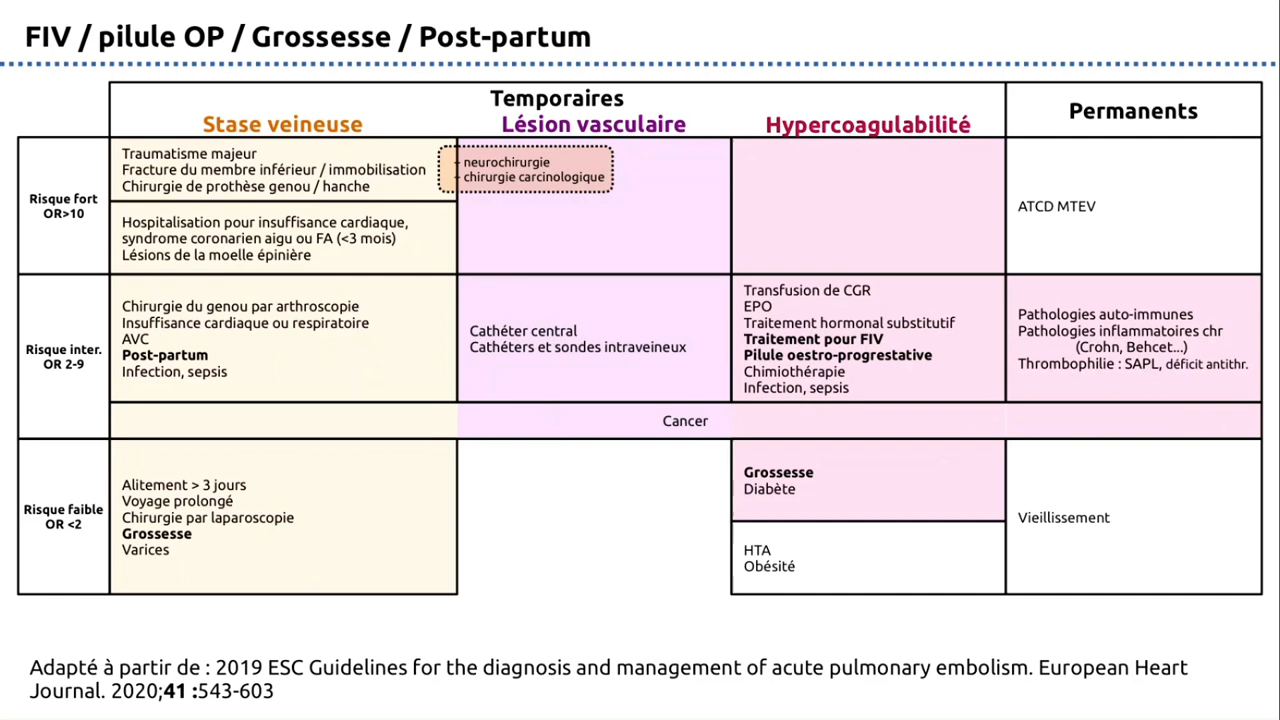 FIV / pilule OP / Grossesse / Post-partum
Temporaires
Stase veineuse
Lésion vasculaire
Hypercoagulabilité
Permanents
Risque fort
OR>10
Traumatisme majeur
Fracture du membre inférieur / immobilisation
Chirurgie de prothèse genou / hanche
+ neurochirurgie
+ chirurgie carcinologique
Hospitalisation pour insuffisance cardiaque,
syndrome coronarien aigu ou FA (<3 mois)
Lésions de la moelle épinière
ATCD MTEV
Risque inter.
OR 2-9
Chirurgie du genou par arthroscopie
Insuffisance cardiaque ou respiratoire
AVC
Post-partum
Infection, sepsis
Cathéter central
Cathéters et sondes intraveineux
Transfusion de CGR
EPO
Traitement hormonal substitutif
Traitement pour FIV
Pilule oestro-progestative
Chimiothérapie
Infection, sepsis
Pathologies auto-immunes
Pathologies inflammatoires chr
(Crohn, Behcet...)
Thrombophilie : SAPL, déficit antithr.
Cancer
Risque faible
OR <2
Alitement > 3 jours
Voyage prolongé
Chirurgie par laparoscopie
Grossesse
Varices
Grossesse
Diabète
HTA
Obésité
Vieillissement
Adapté à partir de : 2019 ESC Guidelines for the diagnosis and management of acute pulmonary embolism. European Heart
Journal. 2020;41 :543-603